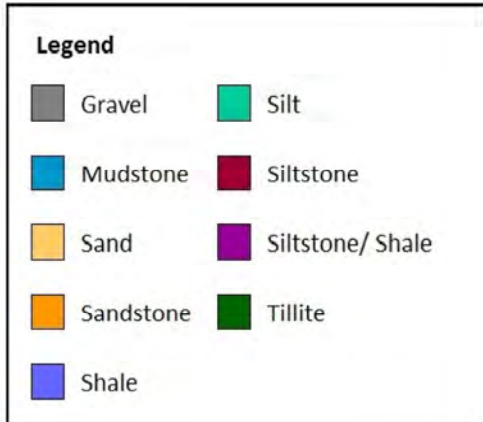 Legend
Gravel
Silt
Mudstone
Siltstone
Sand
Siltstone/ Shale
Sandstone
Tillite
Shale